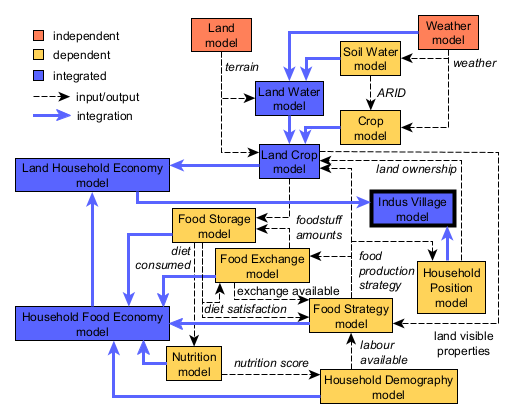 independent
dependent
integrated
input/output
integration
Land
model
Weather
model
terrain
Soil Water
model
weather
Land Water
model
ARID
Crop
model
Land Crop
model
land ownership
Land Household Economy
model
Indus Village
model
Food Storage
model
foodstuff
amounts
diet
consumed
Food Exchange
model
food
production
strategy
Household
Position
model
exchange available
diet satisfaction
Household Food Economy
model
Food Strategy
model
land visible
properties
Nutrition
model
nutrition score
labour
available
Household Demography
model